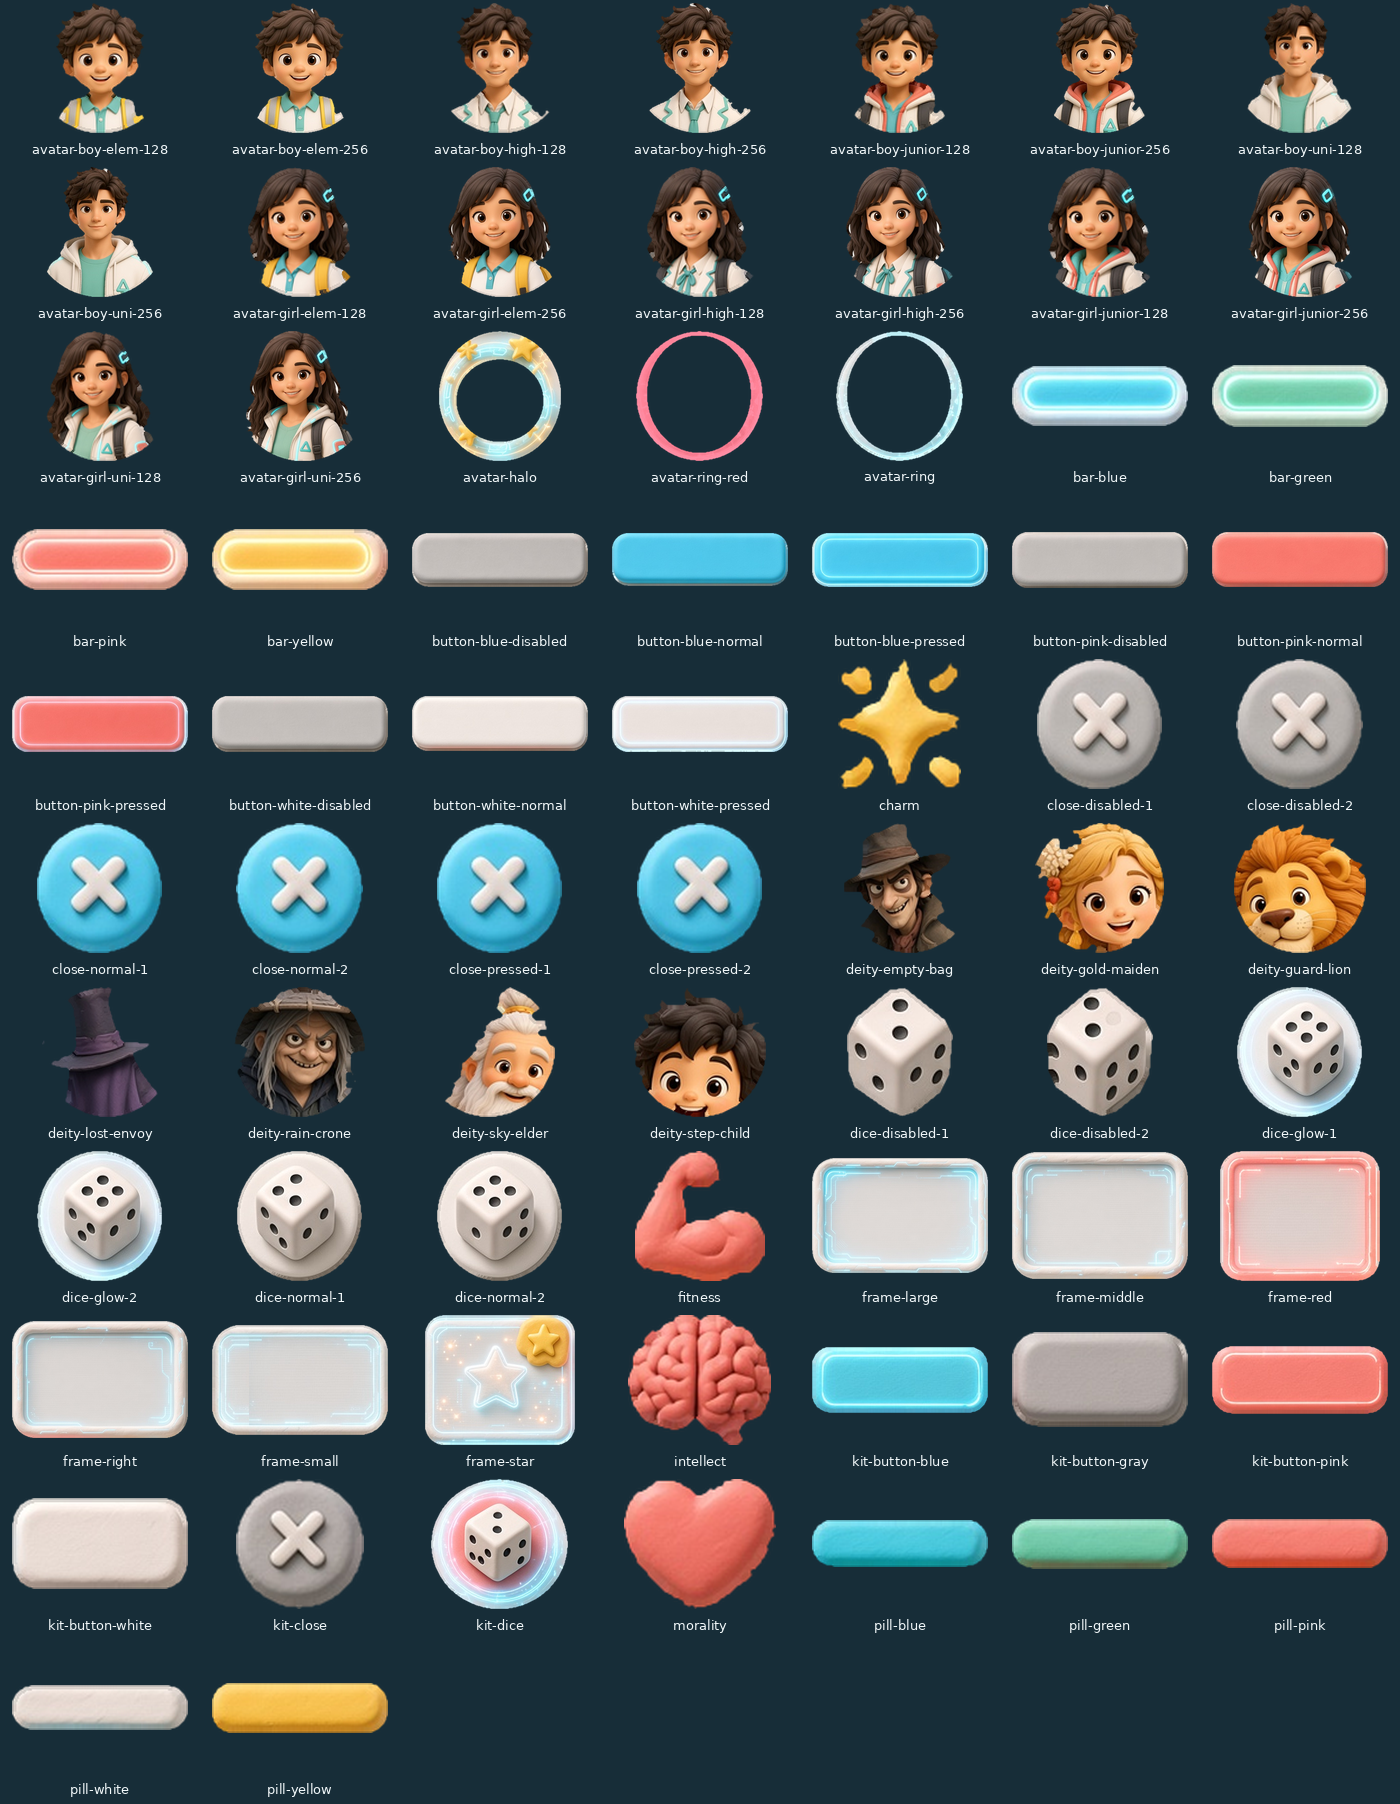 avatar-boy-elem-128 avatar-boy-elem-256 avatar-boy-high-128 avatar-boy-high-256 avatar-boy-junior-128 avatar-boy-junior-256 avatar-boy-uni-128
avatar-boy-uni-256 avatar-girl-elem-128 avatar-girl-elem-256 avatar-girl-high-128 avatar-girl-high-256 avatar-girl-junior-128 avatar-girl-junior-256
avatar-girl-uni-128 avatar-girl-uni-256 avatar-halo avatar-ring-red avatar-ring bar-blue bar-green
bar-pink bar-yellow button-blue-disabled button-blue-normal button-blue-pressed button-pink-disabled button-pink-normal
button-pink-pressed button-white-disabled button-white-normal button-white-pressed charm close-disabled-1 close-disabled-2
close-normal-1 close-normal-2 close-pressed-1 close-pressed-2 deity-empty-bag deity-gold-maiden deity-guard-lion
deity-lost-envoy deity-rain-crone deity-sky-elder deity-step-child dice-disabled-1 dice-disabled-2 dice-glow-1
dice-glow-2 dice-normal-1 dice-normal-2 fitness frame-large frame-middle frame-red
frame-right frame-small frame-star intellect kit-button-blue kit-button-gray kit-button-pink
kit-button-white kit-close kit-dice morality pill-blue pill-green pill-pink
pill-white pill-yellow